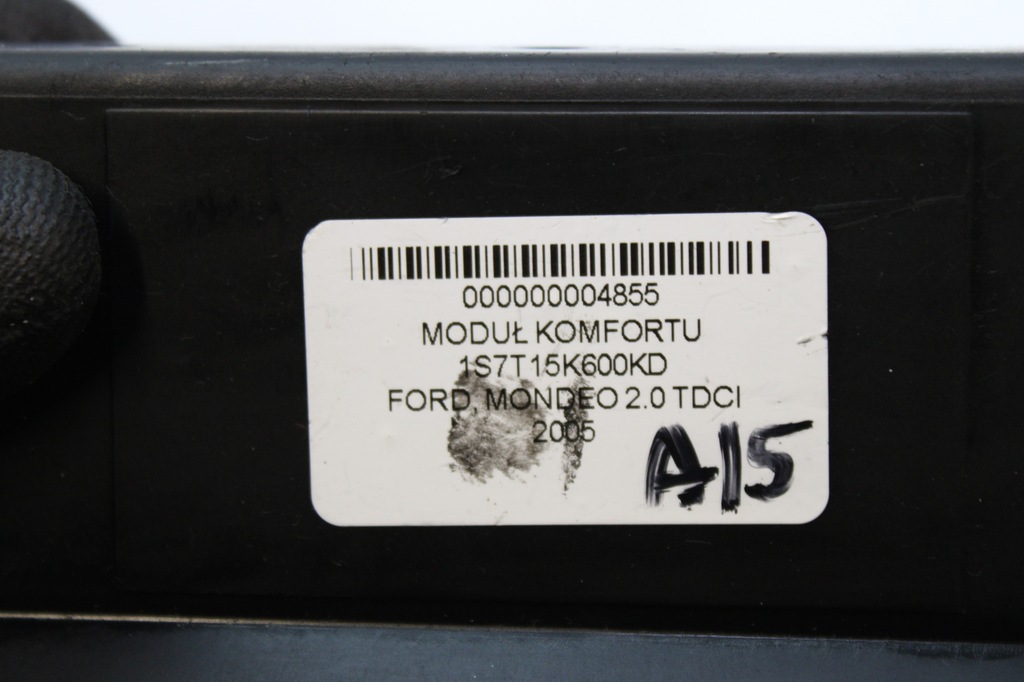 000000004855
MODUŁ KOMFORTU
1S7T15K600KD
FORD MONDEO 2.0 TDCI
2005
A15